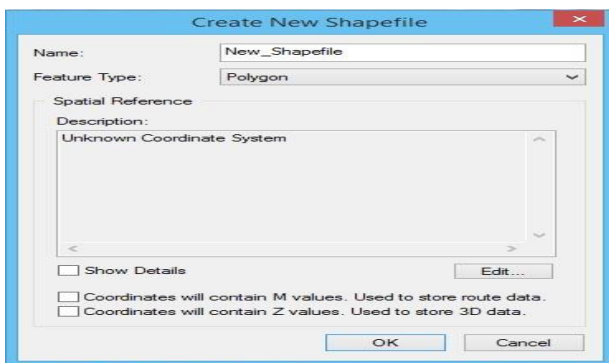 Create New Shapefile
Name: New_Shapefile
Feature Type: Polygon
Spatial Reference
Description:
Unknown Coordinate System
Show Details
Edit...
Coordinates will contain M values. Used to store route data.
Coordinates will contain Z values. Used to store 3D data.
OK Cancel